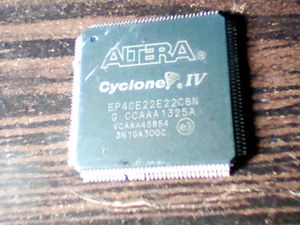 ALTERA®
Cyclone® IV
EP4CE22E22C8N
G CCAAA1325A
VCAAA45854
3N1GA300C
e3